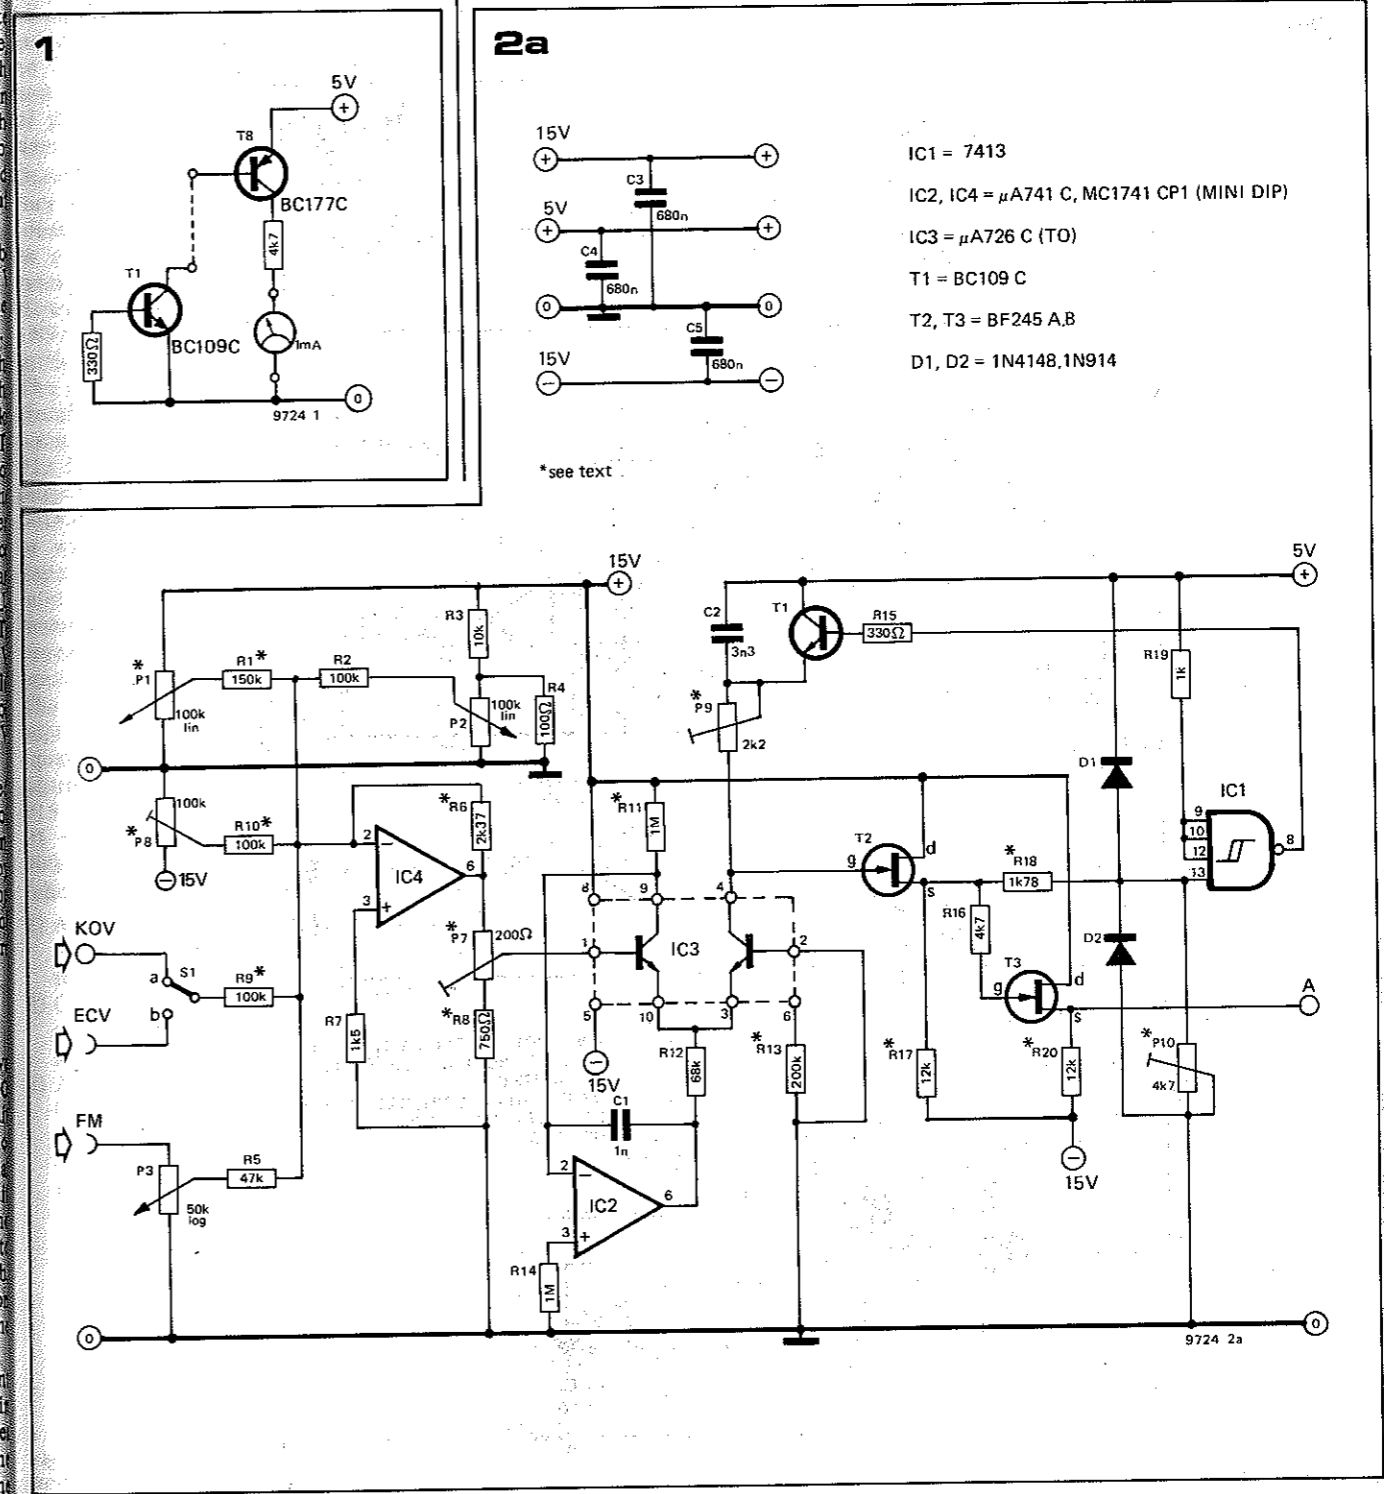 1
5V
+
T8
BC177C
4k7
T1
BC109C
330Ω
1mA
0
9724 1
2a
15V
+
+
C3
680n
5V
+
+
C4
680n
0
0
C5
680n
15V
−
−
IC1 = 7413
IC2, IC4 = μA741 C, MC1741 CP1 (MINI DIP)
IC3 = μA726 C (TO)
T1 = BC109 C
T2, T3 = BF245 A,B
D1, D2 = 1N4148,1N914
*see text
15V
+
5V
+
R3
10k
C2
3n3
T1
R15
330Ω
* P1
100k lin
R1*
150k
R2
100k
P2
100k lin
R4
100Ω
* P9
2k2
R19
1k
0
100k
*P8
15V
−
R10*
100k
2
−
IC4
6
3
+
*R6
2k37
*R11
1M
*P7
200Ω
*R8
750Ω
R7
1k5
8
9
4
1
IC3
2
5
10
3
6
−
15V
T2
g
d
s
*R18
1k78
R16
4k7
T3
g
d
s
D1
D2
IC1
9
10
12
13
8
A
KOV
a
S1
b
R9*
100k
ECV
FM
P3
50k log
R5
47k
R12
68k
*R13
200k
C1
1n
2
−
IC2
6
3
+
R14
1M
*R17
12k
*R20
12k
−
15V
*P10
4k7
0
0
9724 2a